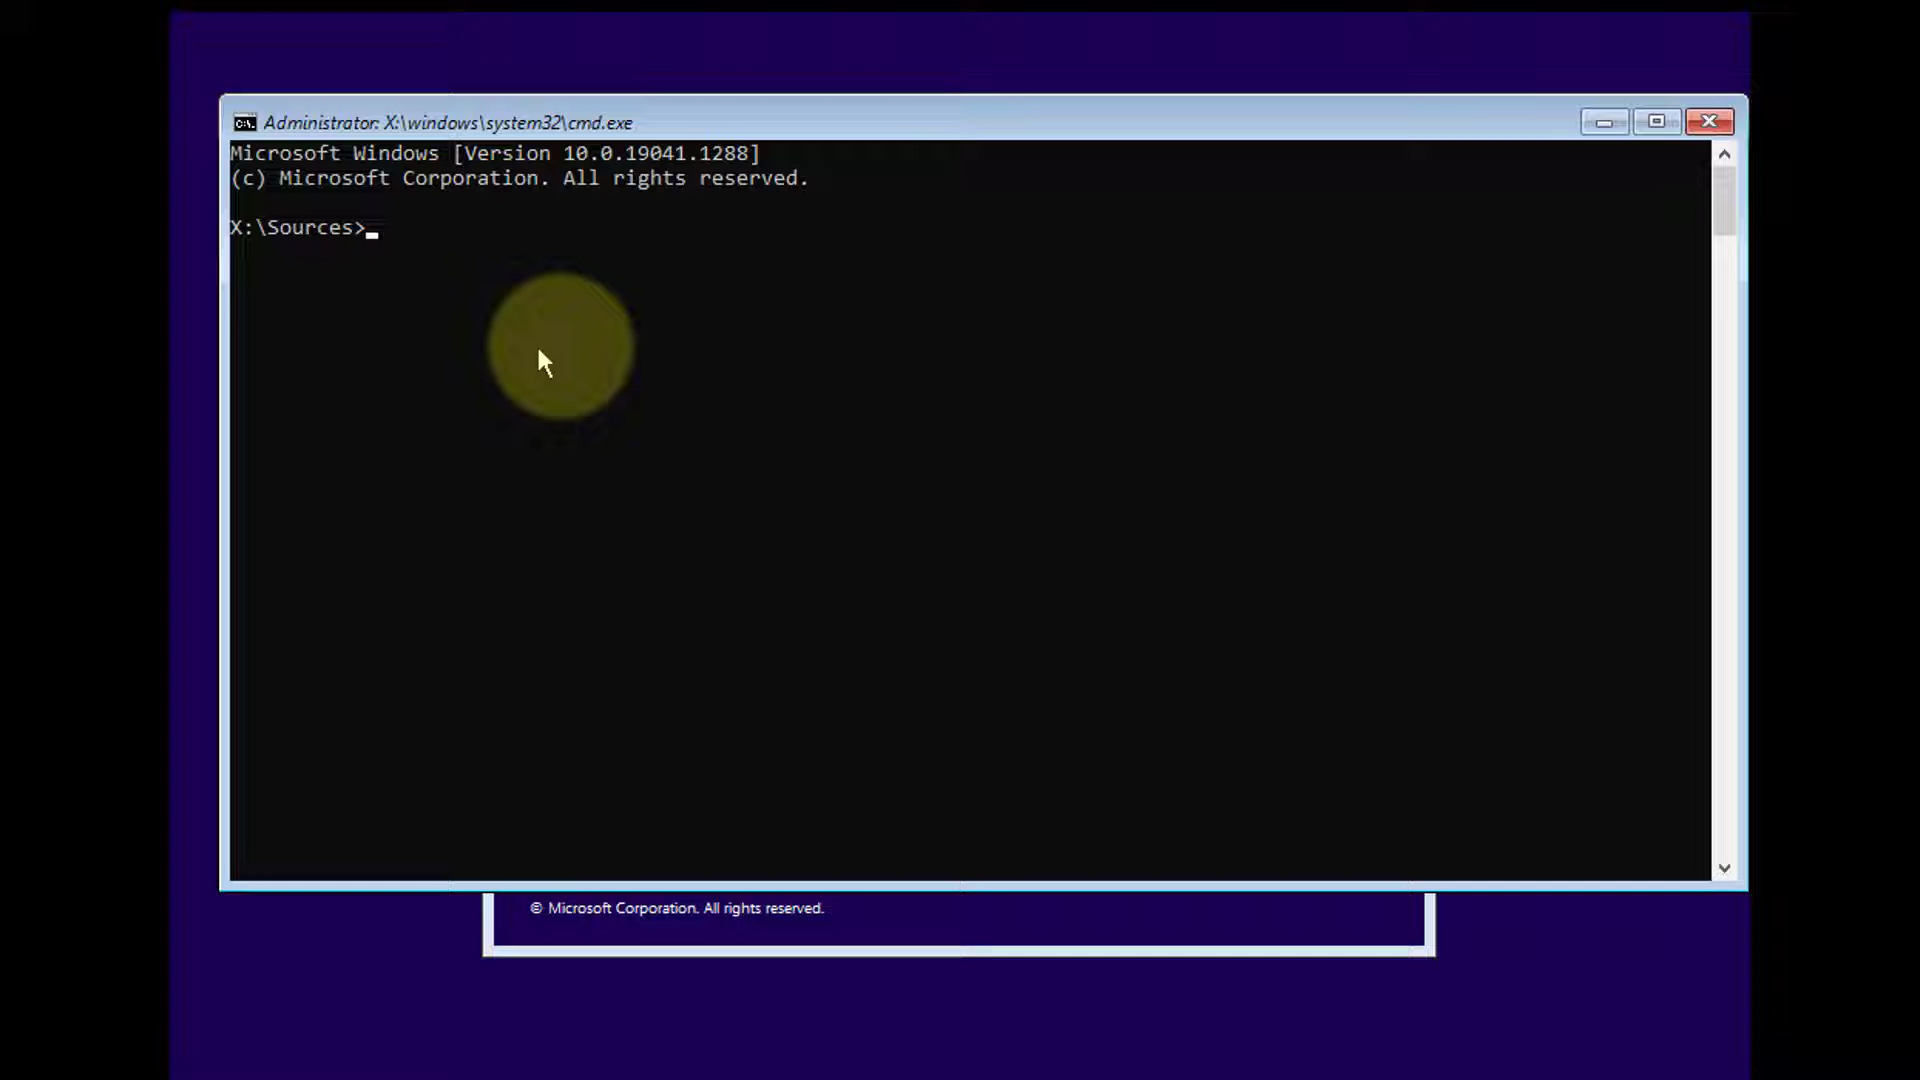 Administrator: X:\windows\system32\cmd.exe
Microsoft Windows [Version 10.0.19041.1288]
(c) Microsoft Corporation. All rights reserved.
X:\Sources>
© Microsoft Corporation. All rights reserved.